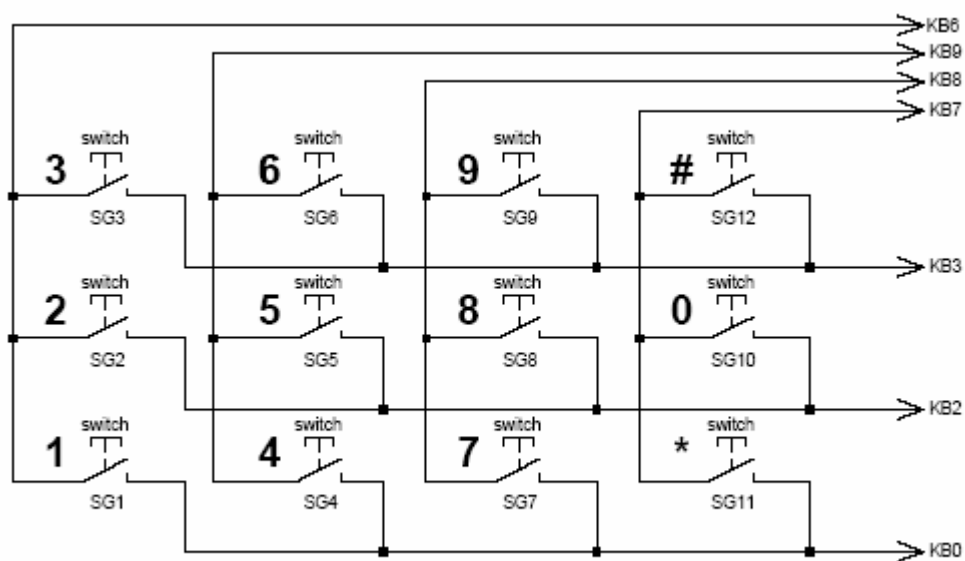 KB6
KB9
KB8
KB7
switch switch switch switch
3 6 9 #
SG3 SG6 SG9 SG12
KB3
switch switch switch switch
2 5 8 0
SG2 SG5 SG8 SG10
KB2
switch switch switch switch
1 4 7 *
SG1 SG4 SG7 SG11
KB0